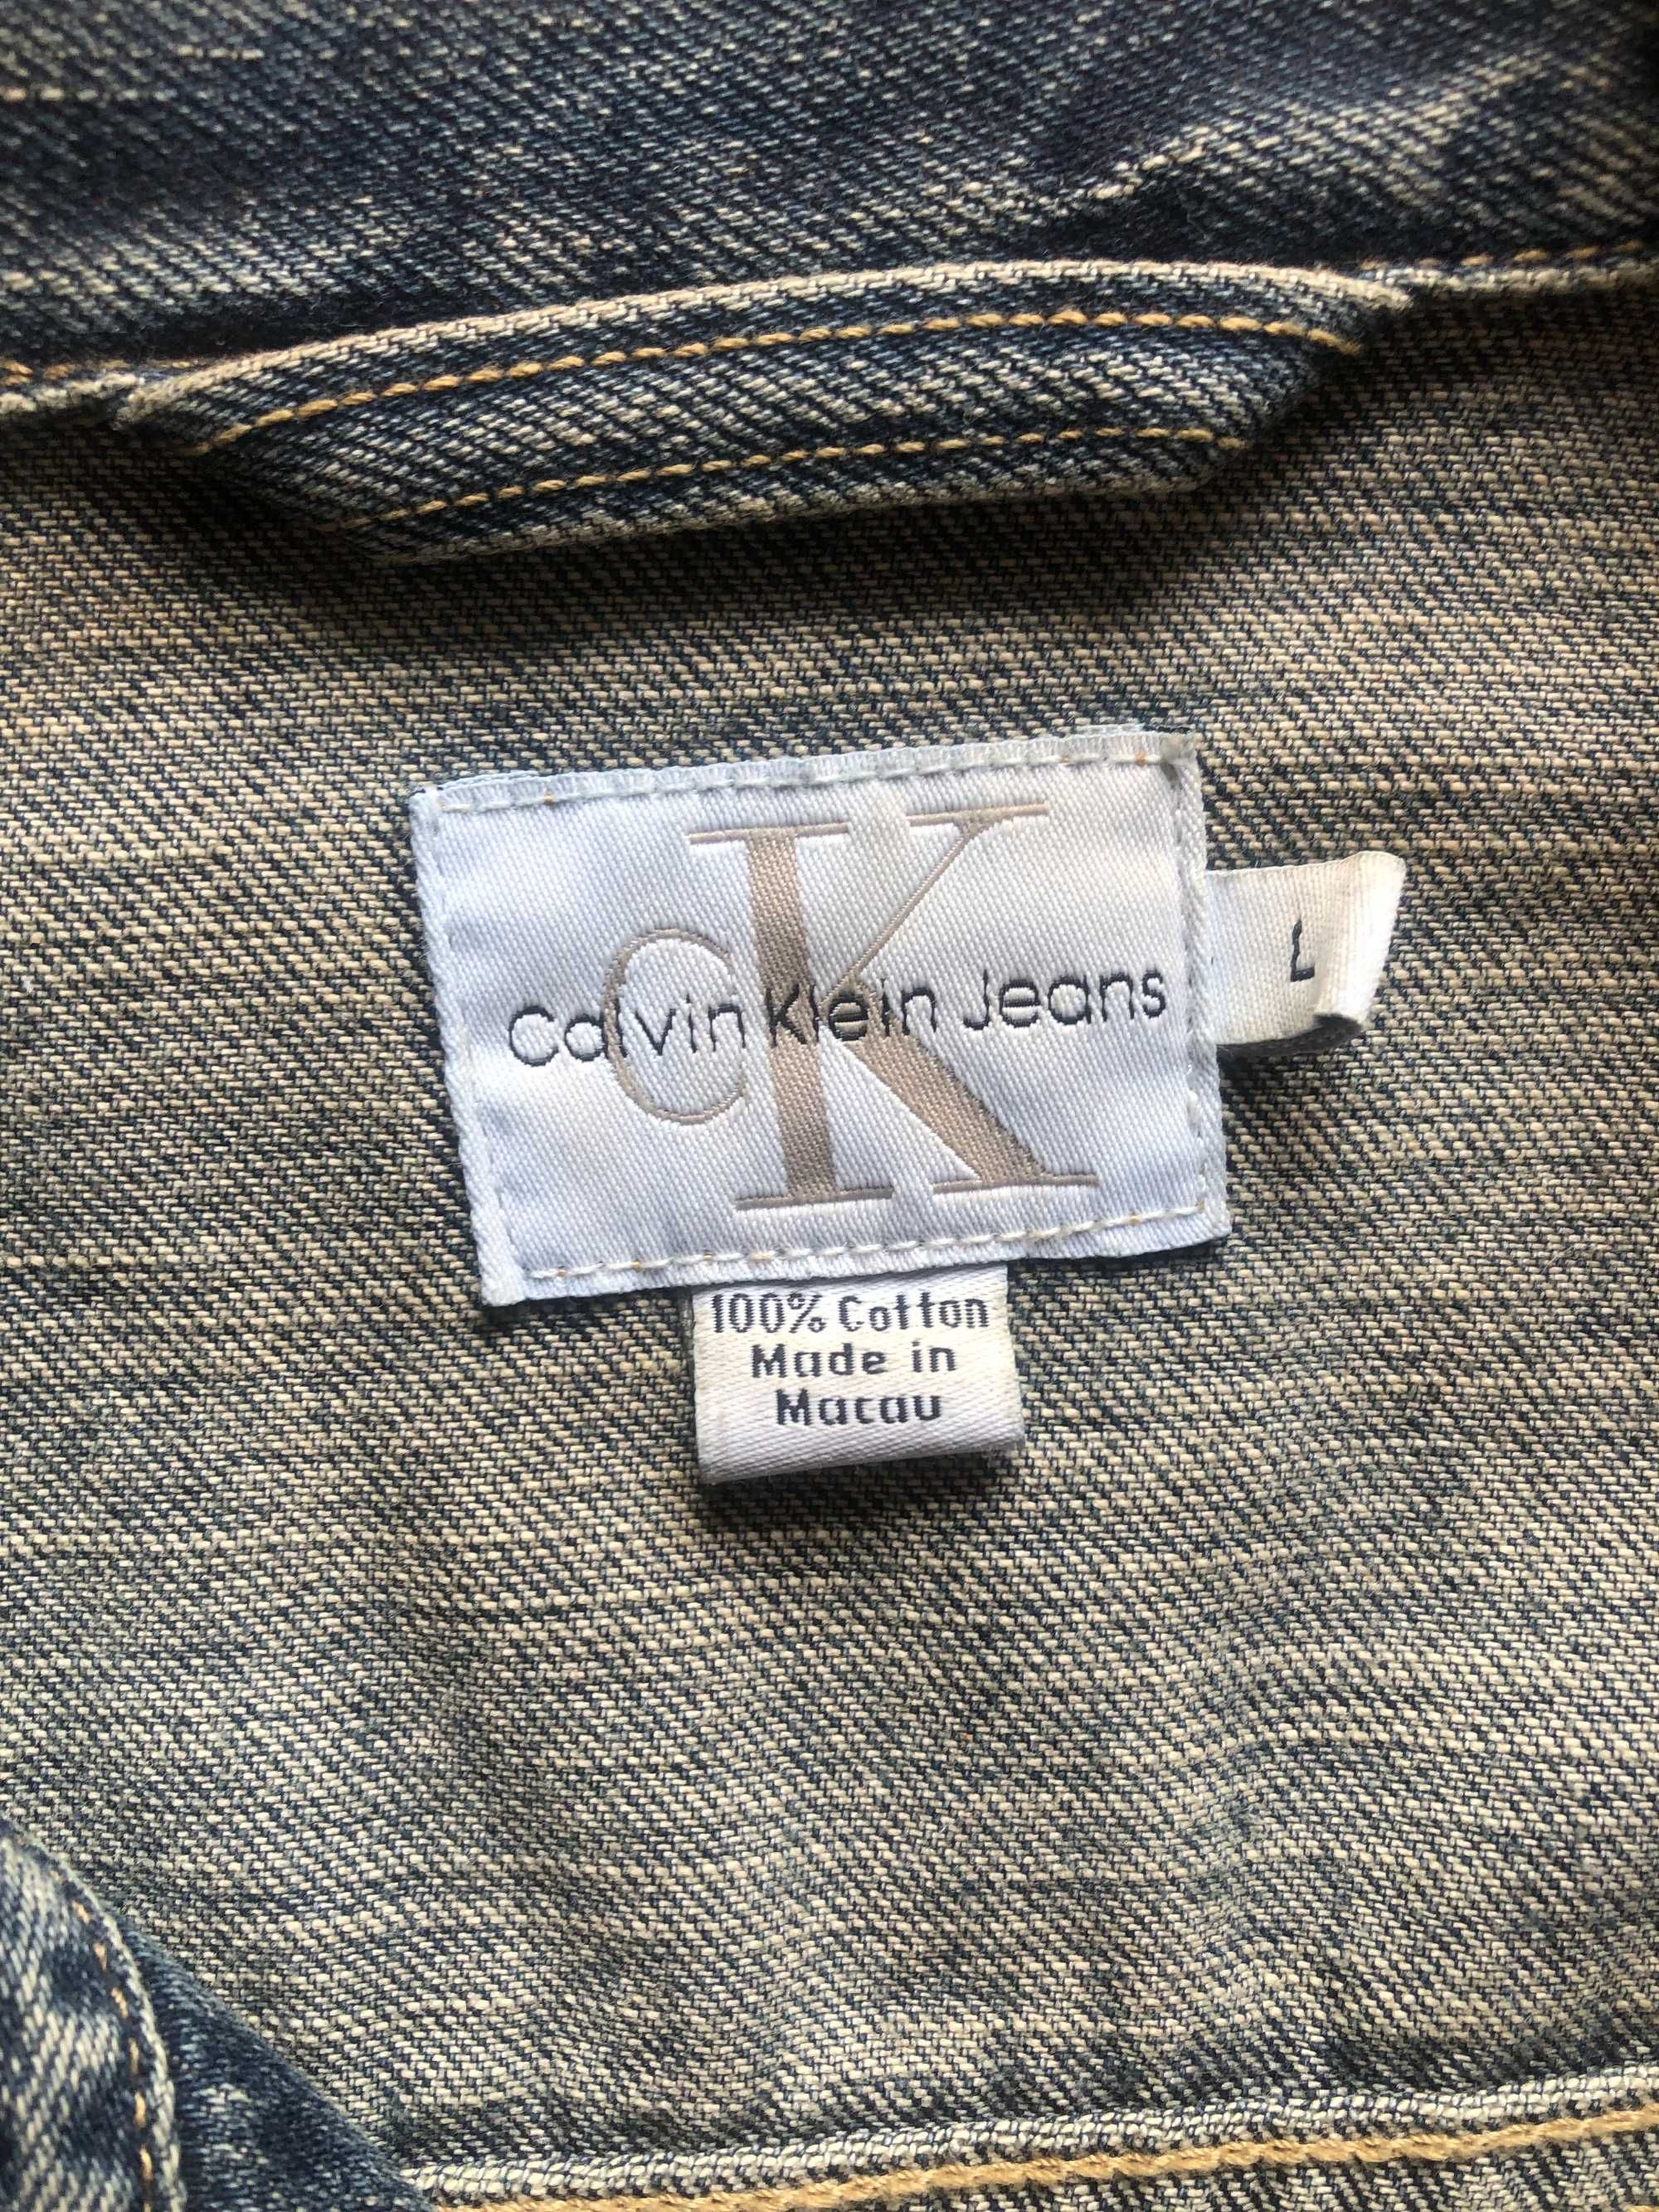 CK
Calvin Klein Jeans
L
100% Cotton
Made in
Macau